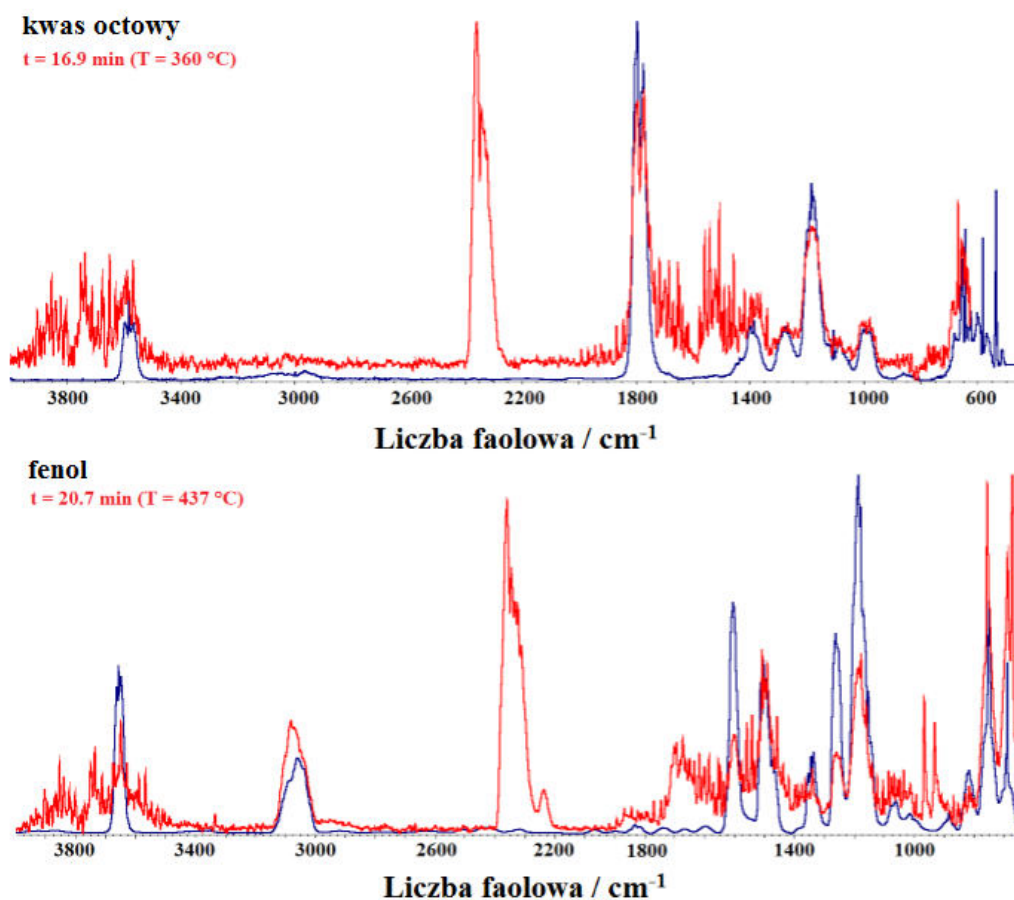 kwas octowy
t = 16.9 min (T = 360 °C)
3800 3400 3000 2600 2200 1800 1400 1000 600
Liczba faolowa / cm⁻¹
fenol
t = 20.7 min (T = 437 °C)
3800 3400 3000 2600 2200 1800 1400 1000
Liczba faolowa / cm⁻¹